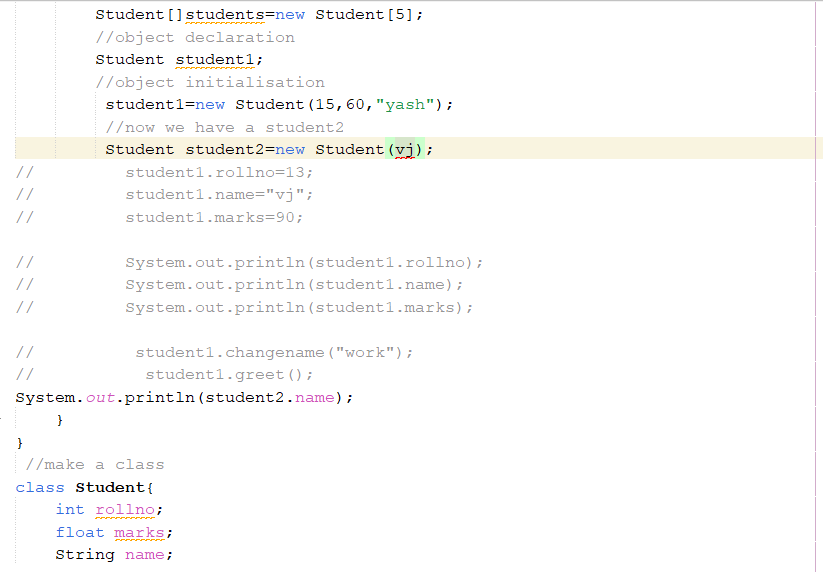 Student[]students=new Student[5];
//object declaration
Student student1;
//object initialisation
student1=new Student(15,60,"yash");
//now we have a student2
Student student2=new Student(vj);
//         student1.rollno=13;
//         student1.name="vj";
//         student1.marks=90;
//         System.out.println(student1.rollno);
//         System.out.println(student1.name);
//         System.out.println(student1.marks);
//          student1.changename("work");
//           student1.greet();
System.out.println(student2.name);
}
}
//make a class
class Student{
int rollno;
float marks;
String name;